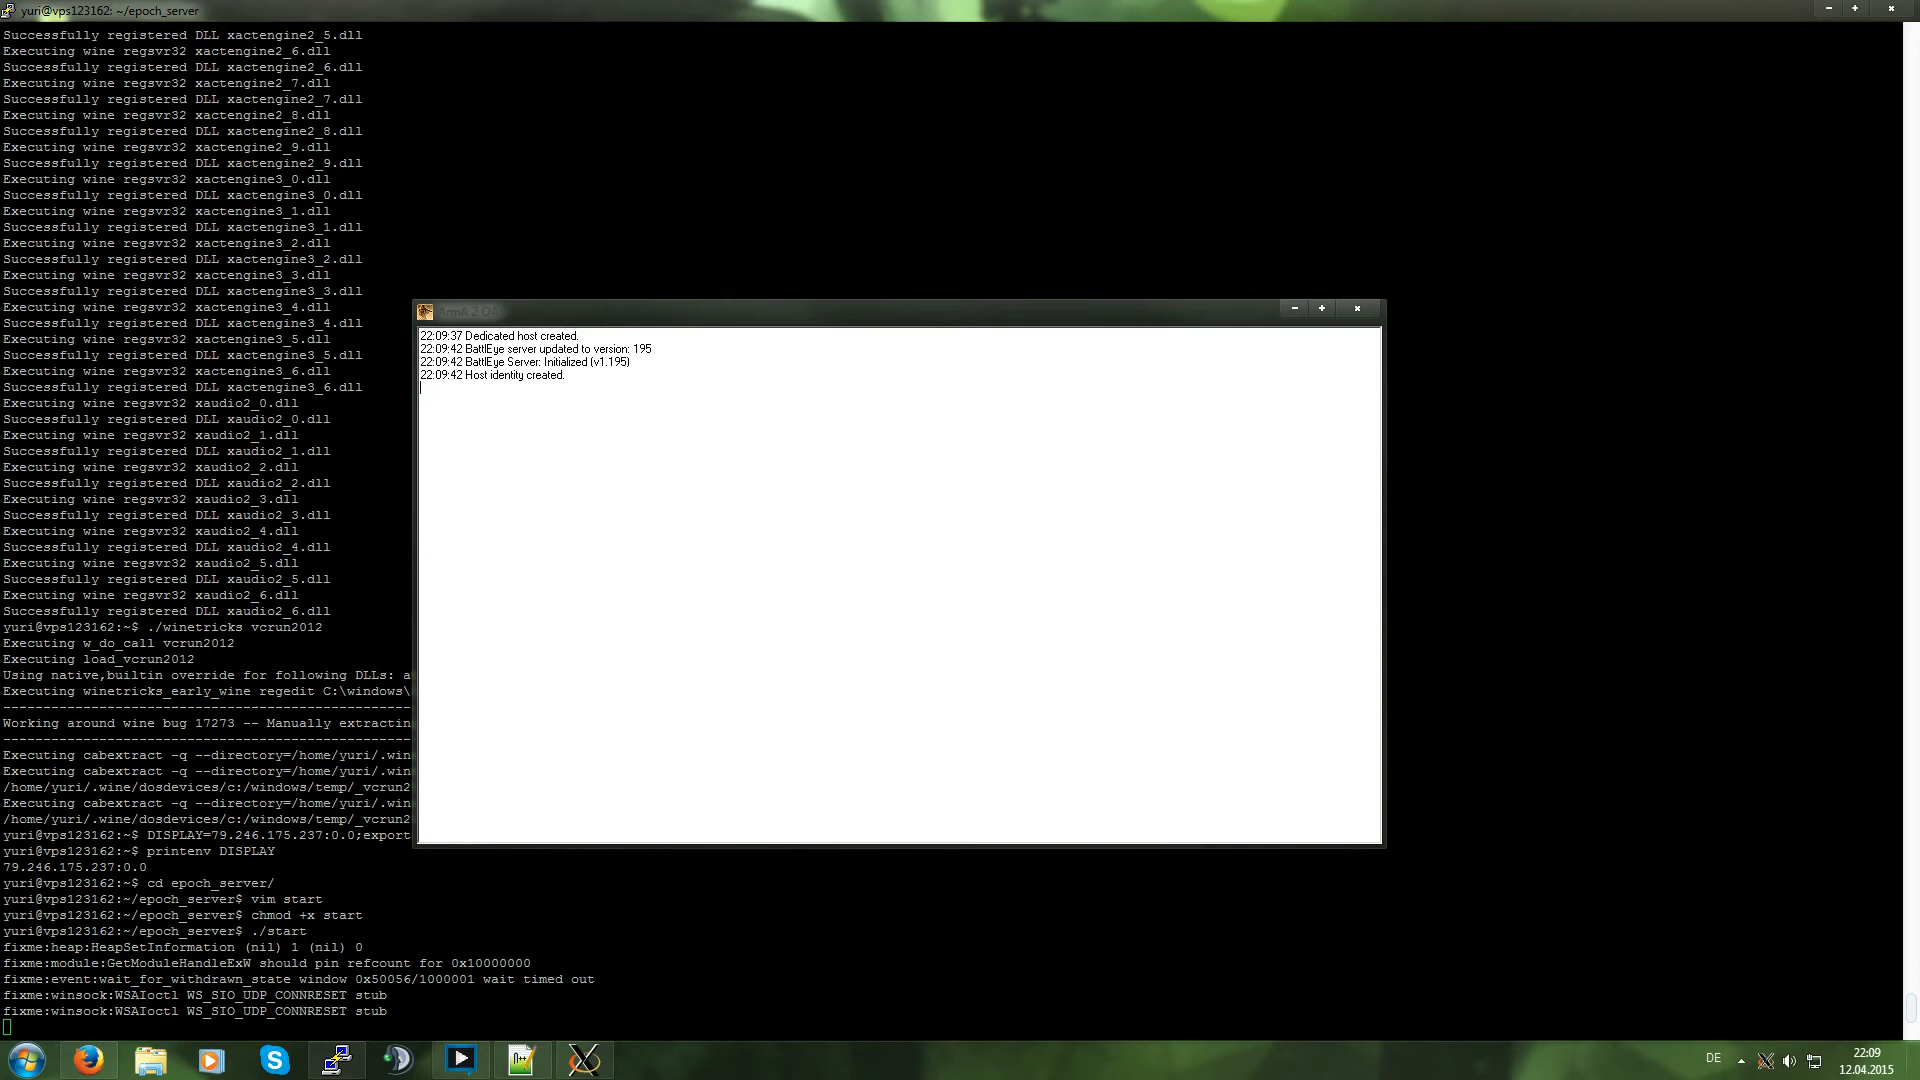 yuri@vps123162: ~/epoch_server
Successfully registered DLL xactengine2_5.dll
Executing wine regsvr32 xactengine2_6.dll
Successfully registered DLL xactengine2_6.dll
Executing wine regsvr32 xactengine2_7.dll
Successfully registered DLL xactengine2_7.dll
Executing wine regsvr32 xactengine2_8.dll
Successfully registered DLL xactengine2_8.dll
Executing wine regsvr32 xactengine2_9.dll
Successfully registered DLL xactengine2_9.dll
Executing wine regsvr32 xactengine3_0.dll
Successfully registered DLL xactengine3_0.dll
Executing wine regsvr32 xactengine3_1.dll
Successfully registered DLL xactengine3_1.dll
Executing wine regsvr32 xactengine3_2.dll
Successfully registered DLL xactengine3_2.dll
Executing wine regsvr32 xactengine3_3.dll
Successfully registered DLL xactengine3_3.dll
Executing wine regsvr32 xactengine3_4.dll
Successfully registered DLL xactengine3_4.dll
Executing wine regsvr32 xactengine3_5.dll
Successfully registered DLL xactengine3_5.dll
Executing wine regsvr32 xactengine3_6.dll
Successfully registered DLL xactengine3_6.dll
Executing wine regsvr32 xaudio2_0.dll
Successfully registered DLL xaudio2_0.dll
Executing wine regsvr32 xaudio2_1.dll
Successfully registered DLL xaudio2_1.dll
Executing wine regsvr32 xaudio2_2.dll
Successfully registered DLL xaudio2_2.dll
Executing wine regsvr32 xaudio2_3.dll
Successfully registered DLL xaudio2_3.dll
Executing wine regsvr32 xaudio2_4.dll
Successfully registered DLL xaudio2_4.dll
Executing wine regsvr32 xaudio2_5.dll
Successfully registered DLL xaudio2_5.dll
Executing wine regsvr32 xaudio2_6.dll
Successfully registered DLL xaudio2_6.dll
yuri@vps123162:~$ ./winetricks vcrun2012
Executing w_do_call vcrun2012
Executing load_vcrun2012
Using native,builtin override for following DLLs: a
Executing winetricks_early_wine regedit C:\windows\
---------------------------------------------------
Working around wine bug 17273 -- Manually extractin
---------------------------------------------------
Executing cabextract -q --directory=/home/yuri/.win
Executing cabextract -q --directory=/home/yuri/.win
/home/yuri/.wine/dosdevices/c:/windows/temp/_vcrun2
Executing cabextract -q --directory=/home/yuri/.win
/home/yuri/.wine/dosdevices/c:/windows/temp/_vcrun2
yuri@vps123162:~$ DISPLAY=79.246.175.237:0.0;export
yuri@vps123162:~$ printenv DISPLAY
79.246.175.237:0.0
yuri@vps123162:~$ cd epoch_server/
yuri@vps123162:~/epoch_server$ vim start
yuri@vps123162:~/epoch_server$ chmod +x start
yuri@vps123162:~/epoch_server$ ./start
fixme:heap:HeapSetInformation (nil) 1 (nil) 0
fixme:module:GetModuleHandleExW should pin refcount for 0x10000000
fixme:event:wait_for_withdrawn_state window 0x50056/1000001 wait timed out
fixme:winsock:WSAIoctl WS_SIO_UDP_CONNRESET stub
fixme:winsock:WSAIoctl WS_SIO_UDP_CONNRESET stub
ArmA 2 OA
22:09:37 Dedicated host created.
22:09:42 BattlEye server updated to version: 195
22:09:42 BattlEye Server: Initialized (v1.195)
22:09:42 Host identity created.
DE
22:09
12.04.2015